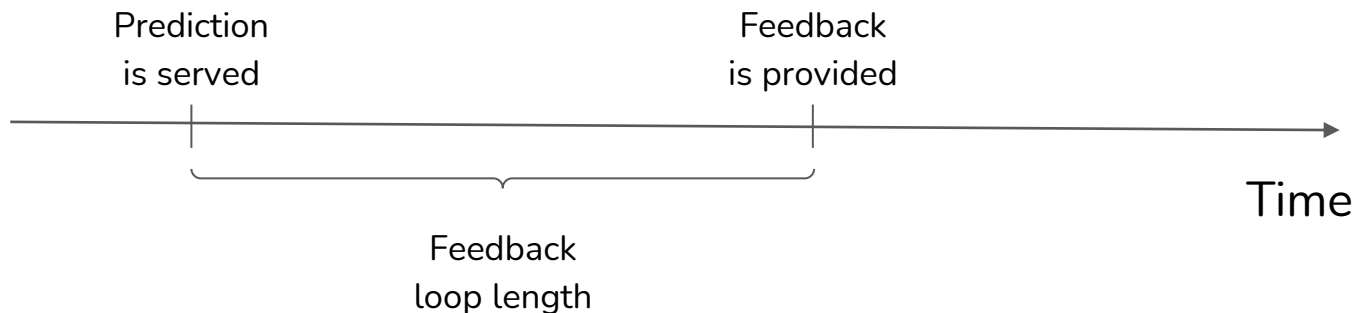 Prediction
is served
Feedback
is provided
Time
Feedback
loop length